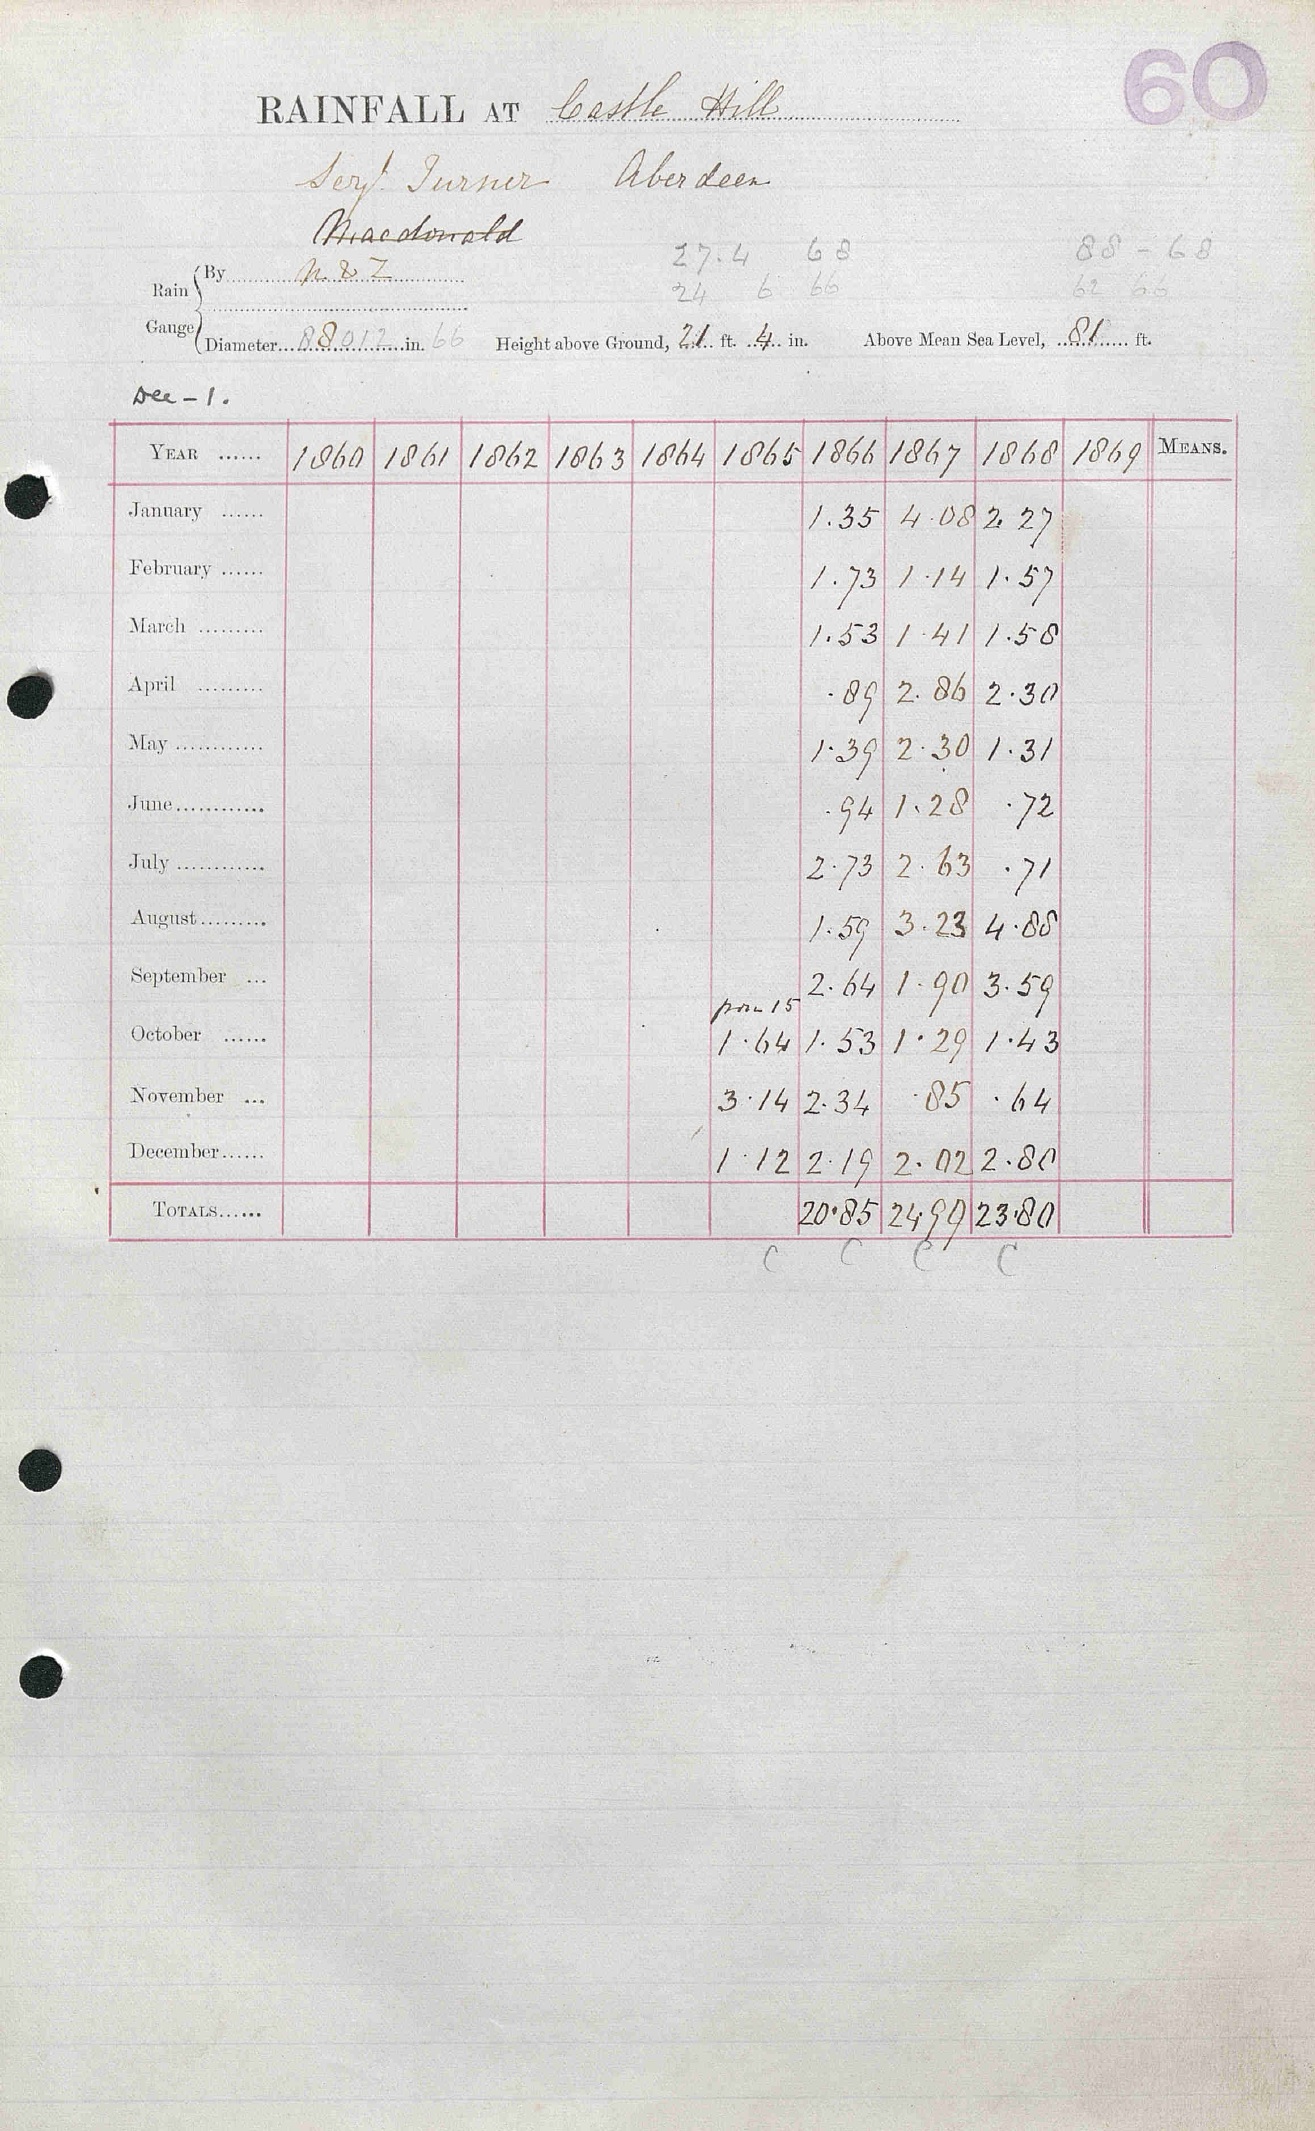 60
RAINFALL AT Castle Hill
Sergt. Turner Aberdeen
Macdonald
27.4 68 88 - 68
24 6 66 62 66
Rain Gauge
By N & Z
Diameter in. 66 Height above Ground, 21 ft. 4 in. Above Mean Sea Level, 81 ft.
Dec - 1.
YEAR ...... 1860 1861 1862 1863 1864 1865 1866 1867 1868 1869 MEANS.
January ...... 1.35 4.08 2.27
February ...... 1.73 1.14 1.57
March ......... 1.53 1.41 1.58
April ......... .89 2.86 2.30
May ............ 1.39 2.30 1.31
June............ .94 1.28 .72
July ............ 2.73 2.63 .71
August......... 1.59 3.23 4.88
September ... 2.64 1.90 3.59
from 15
October ...... 1.64 1.53 1.29 1.43
November ... 3.14 2.34 .85 .64
December...... 1.12 2.19 2.02 2.80
TOTALS...... 20.85 24.99 23.80
C C C C